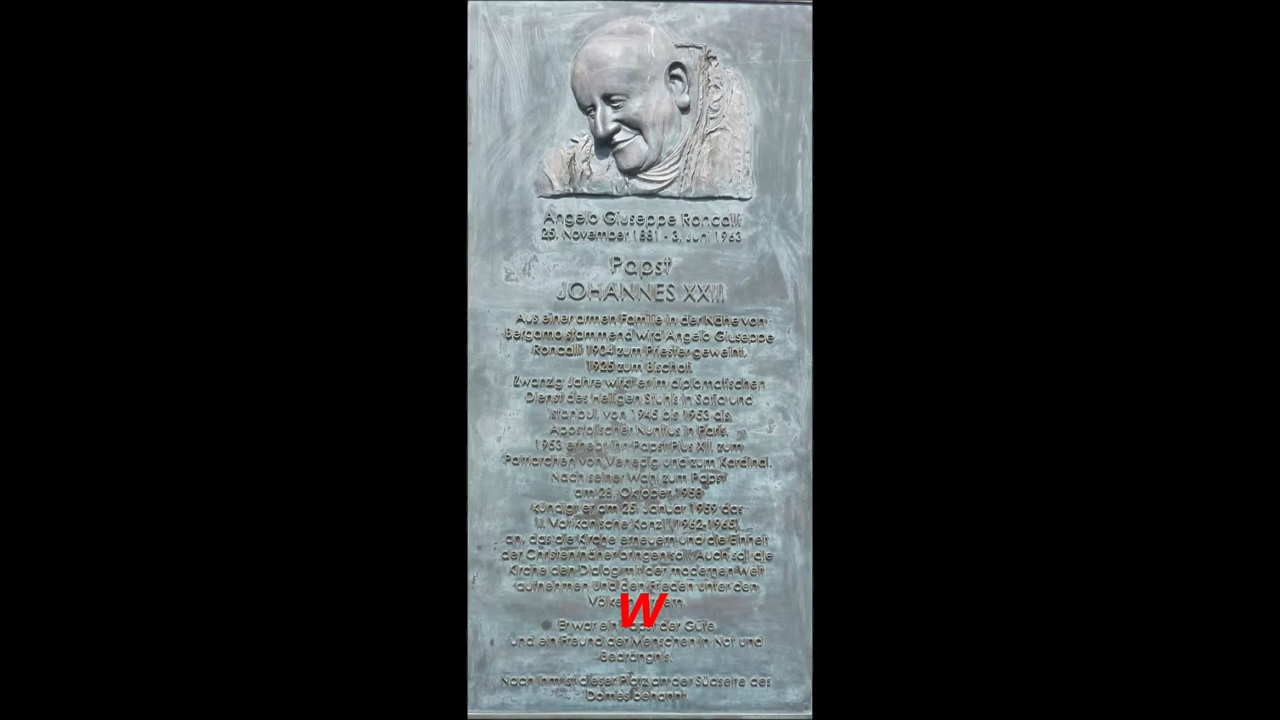 Angelo Giuseppe Roncalli
25. November 1881 - 3. Juni 1963
Papst
JOHANNES XXIII
Aus einer armen Familie in der Nähe von
Bergamo stammend wird Angelo Giuseppe
Roncalli 1904 zum Priester geweiht,
1925 zum Bischof.
Zwanzig Jahre wirkt er im diplomatischen
Dienst des Heiligen Stuhls in Sofia und
Istanbul, von 1945 bis 1953 als
Apostolischer Nuntius in Paris.
1953 erhebt ihn Papst Pius XII. zum
Patriarchen von Venedig und zum Kardinal.
Nach seiner Wahl zum Papst
am 28. Oktober 1958
kündigt er am 25. Januar 1959 das
II. Vatikanische Konzil (1962-1965)
an, das die Kirche erneuern und die Einheit
der Christen näher bringen soll. Auch soll die
Kirche den Dialog mit der modernen Welt
aufnehmen und den Frieden unter den
W
Er war ein Papst der Güte
und ein Freund der Menschen in Not und
Bedrängnis.
Nach ihm ist dieser Platz an der Südseite des
Domes benannt.